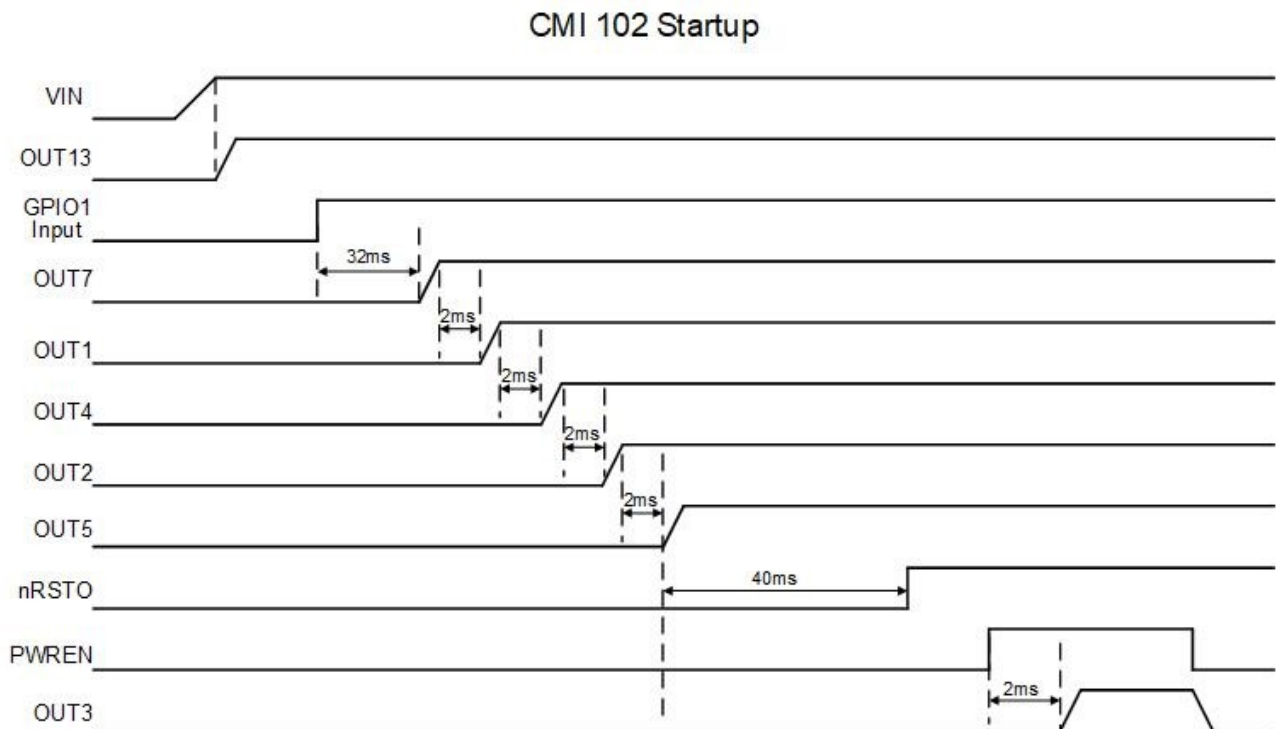 CMI 102 Startup
VIN
OUT13
GPIO1
Input
32ms
OUT7
2ms
OUT1
2ms
OUT4
2ms
OUT2
2ms
OUT5
40ms
nRSTO
PWREN
2ms
OUT3